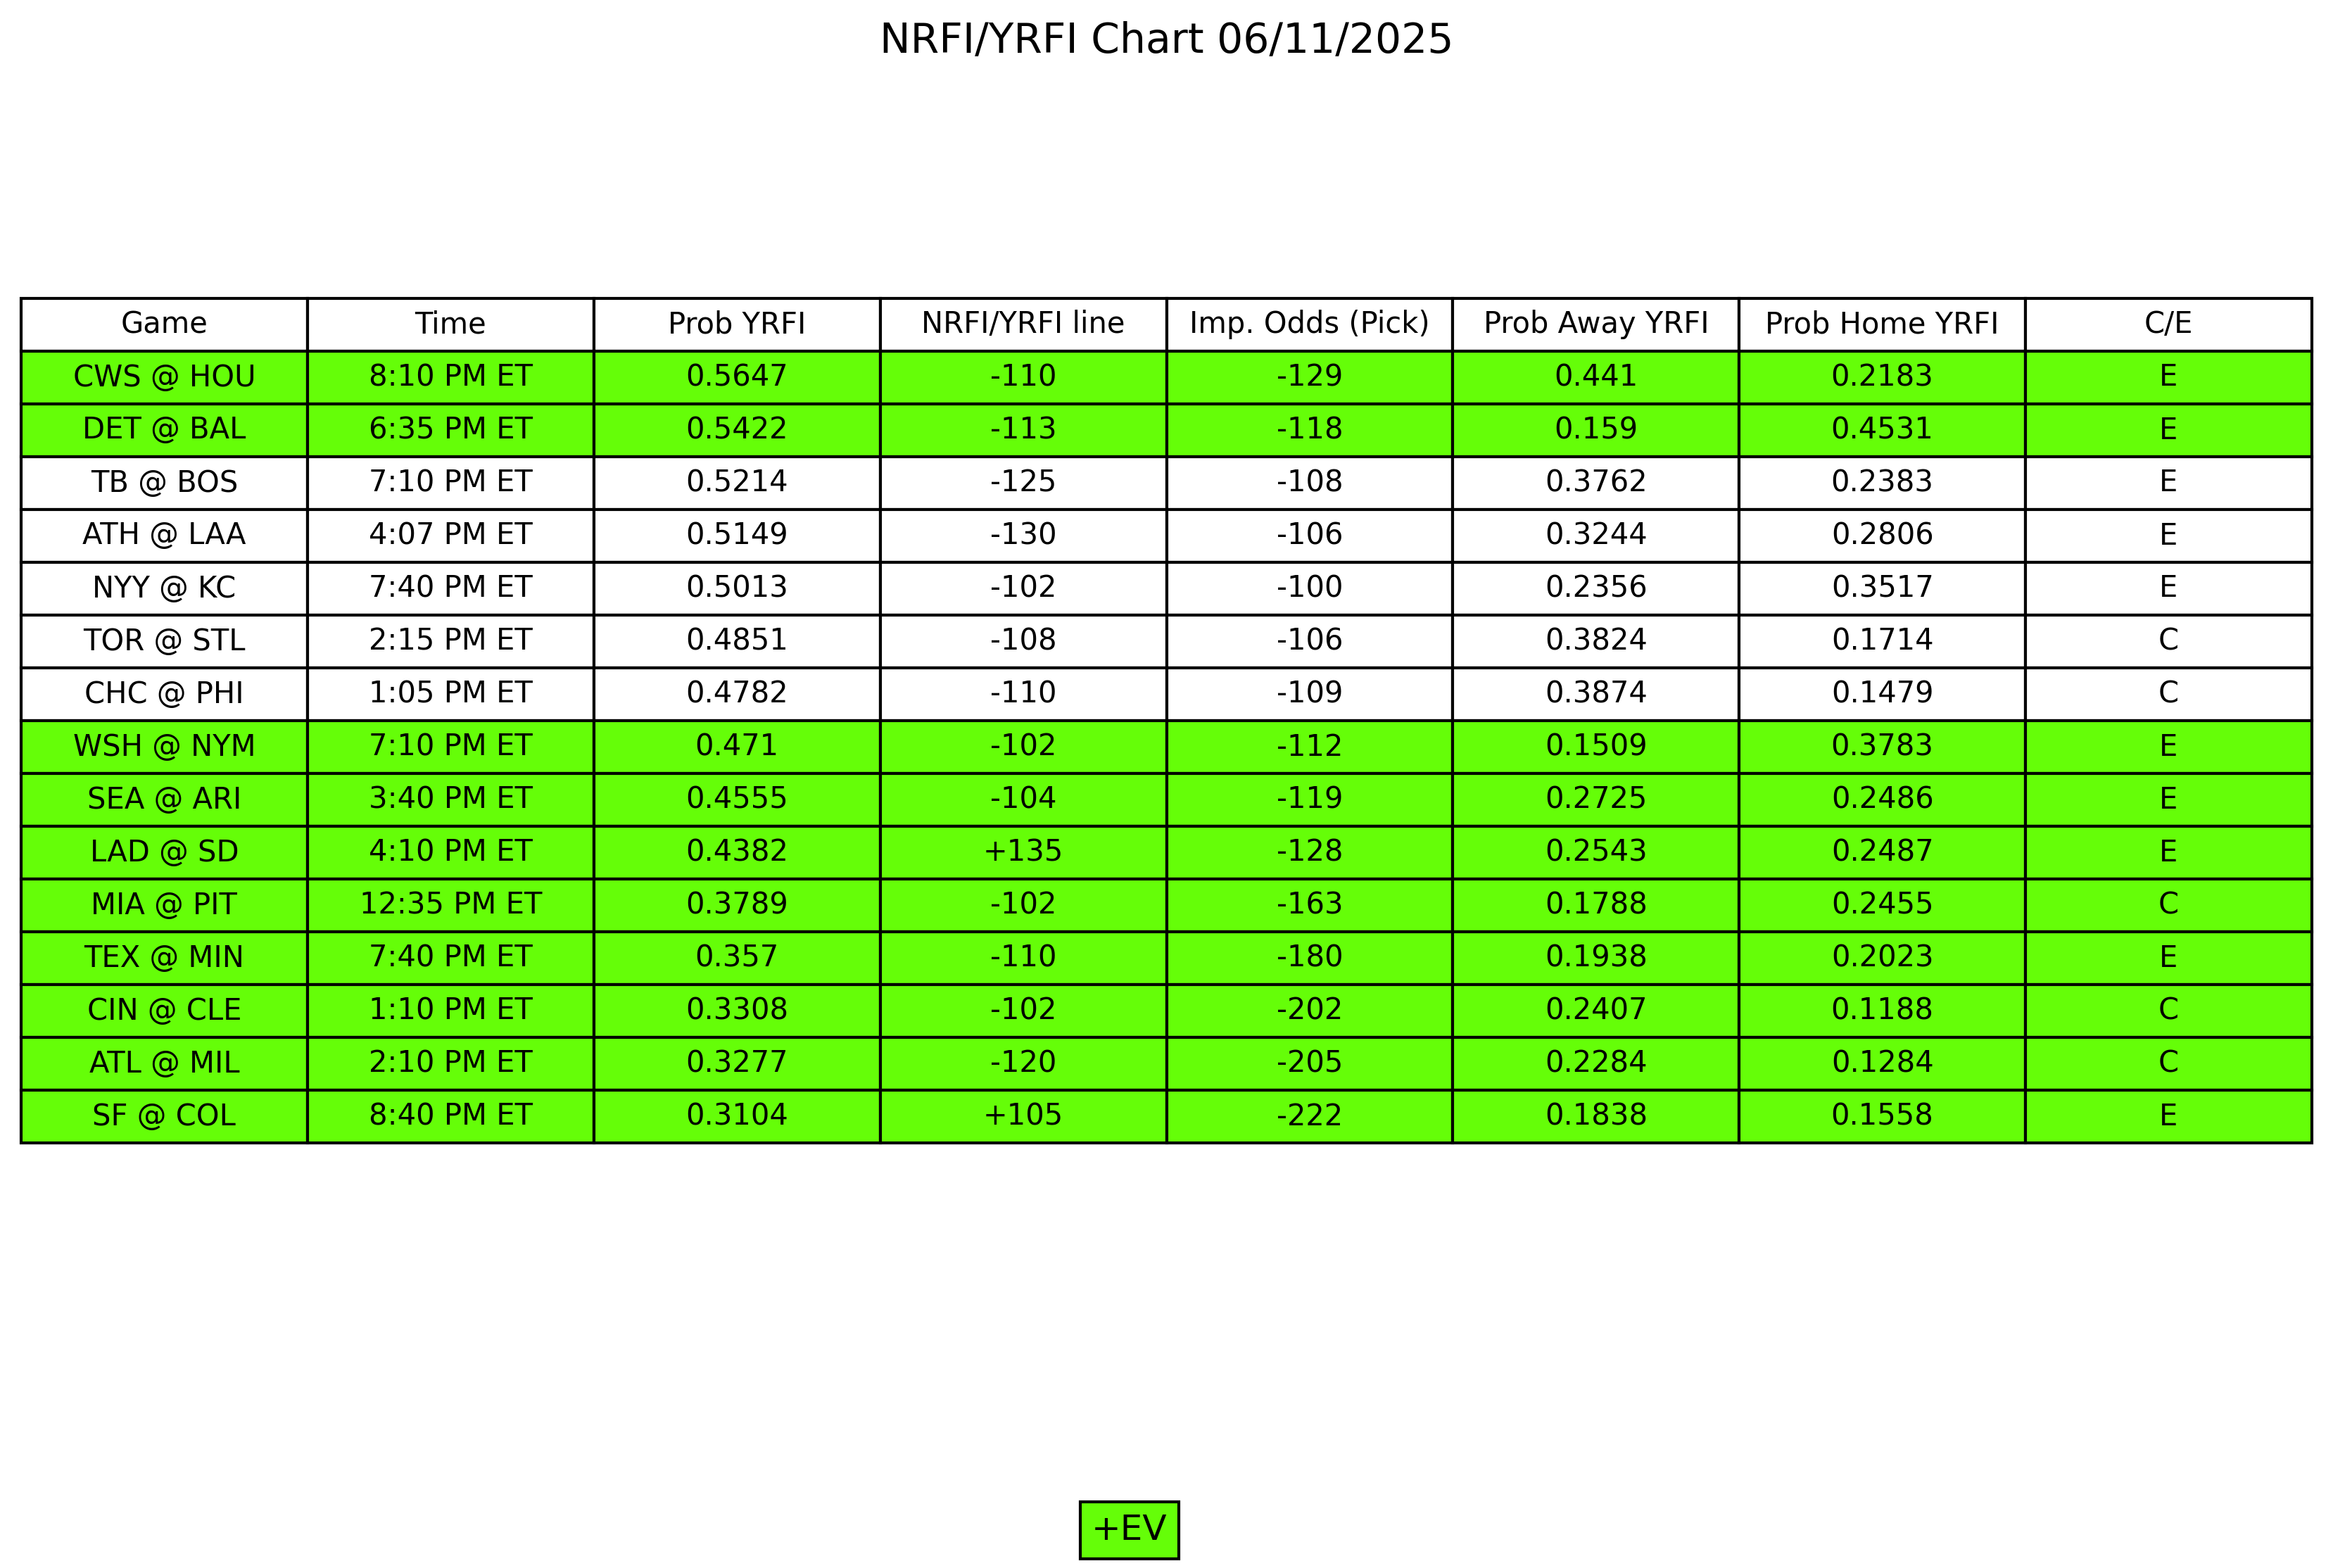 NRFI/YRFI Chart 06/11/2025
Game Time Prob YRFI NRFI/YRFI line Imp. Odds (Pick) Prob Away YRFI Prob Home YRFI C/E
CWS @ HOU 8:10 PM ET 0.5647 -110 -129 0.441 0.2183 E
DET @ BAL 6:35 PM ET 0.5422 -113 -118 0.159 0.4531 E
TB @ BOS 7:10 PM ET 0.5214 -125 -108 0.3762 0.2383 E
ATH @ LAA 4:07 PM ET 0.5149 -130 -106 0.3244 0.2806 E
NYY @ KC 7:40 PM ET 0.5013 -102 -100 0.2356 0.3517 E
TOR @ STL 2:15 PM ET 0.4851 -108 -106 0.3824 0.1714 C
CHC @ PHI 1:05 PM ET 0.4782 -110 -109 0.3874 0.1479 C
WSH @ NYM 7:10 PM ET 0.471 -102 -112 0.1509 0.3783 E
SEA @ ARI 3:40 PM ET 0.4555 -104 -119 0.2725 0.2486 E
LAD @ SD 4:10 PM ET 0.4382 +135 -128 0.2543 0.2487 E
MIA @ PIT 12:35 PM ET 0.3789 -102 -163 0.1788 0.2455 C
TEX @ MIN 7:40 PM ET 0.357 -110 -180 0.1938 0.2023 E
CIN @ CLE 1:10 PM ET 0.3308 -102 -202 0.2407 0.1188 C
ATL @ MIL 2:10 PM ET 0.3277 -120 -205 0.2284 0.1284 C
SF @ COL 8:40 PM ET 0.3104 +105 -222 0.1838 0.1558 E
+EV